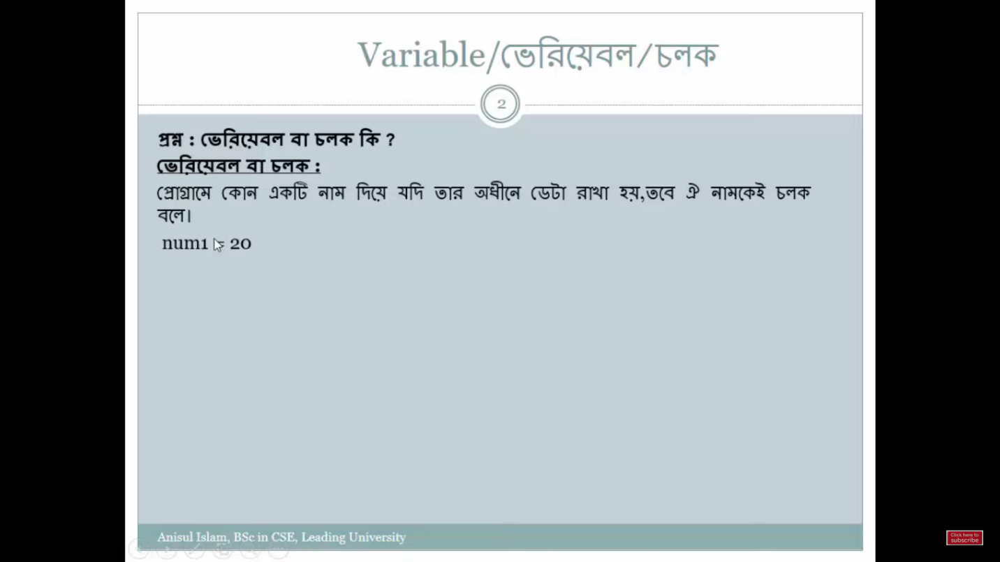 Variable/ভেরিয়েবল/চলক
2
প্রশ্ন : ভেরিয়েবল বা চলক কি ?
ভেরিয়েবল বা চলক :
প্রোগ্রামে কোন একটি নাম দিয়ে যদি তার অধীনে ডেটা রাখা হয়,তবে ঐ নামকেই চলক
বলে।
num1 = 20
Anisul Islam, BSc in CSE, Leading University
Click here to
subscribe